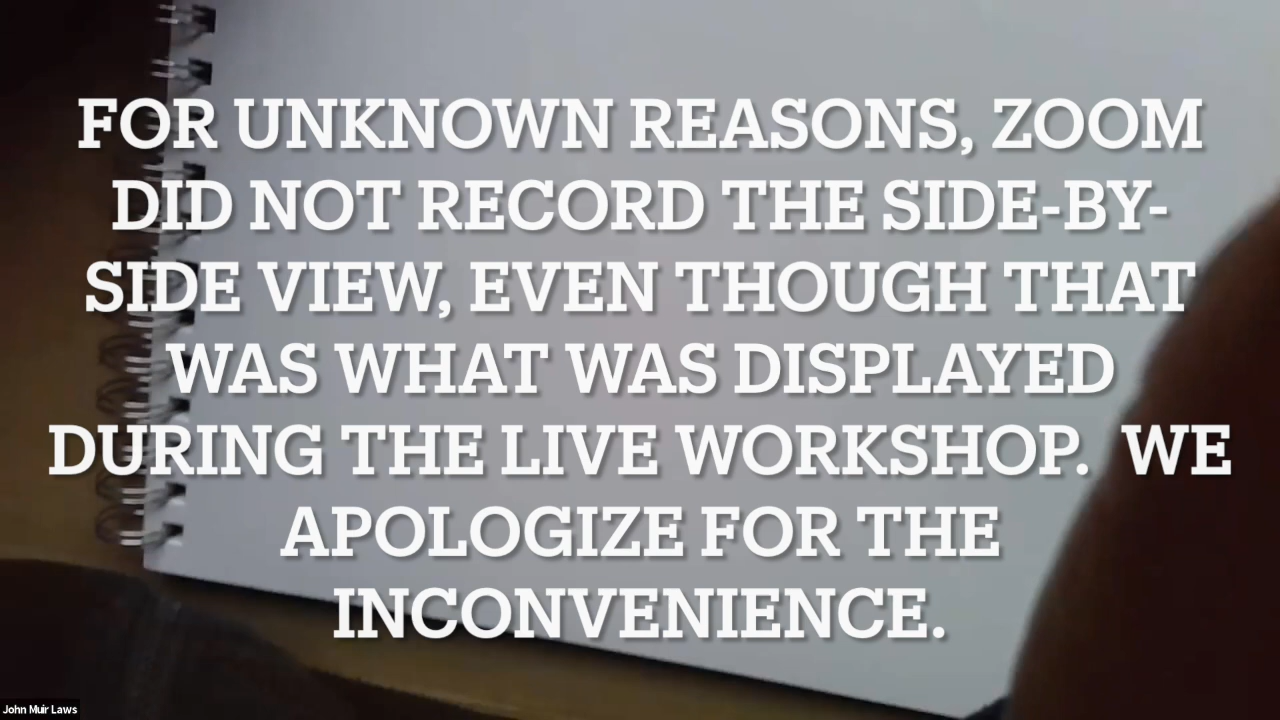 FOR UNKNOWN REASONS, ZOOM
DID NOT RECORD THE SIDE-BY-
SIDE VIEW, EVEN THOUGH THAT
WAS WHAT WAS DISPLAYED
DURING THE LIVE WORKSHOP.  WE
APOLOGIZE FOR THE
INCONVENIENCE.
John Muir Laws